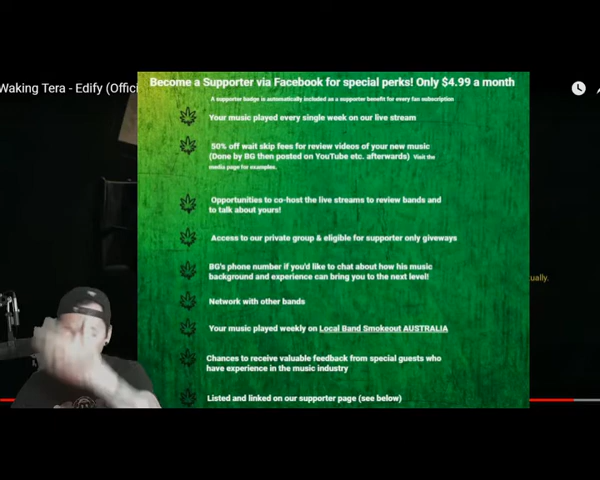 Become a Supporter via Facebook for special perks! Only $4.99 a month
Waking Tera - Edify (Offici
A supporter badge is automatically included as a supporter benefit for every fan subscription
Your music played every single week on our live stream
50% off wait skip fees for review videos of your new music
(Done by BG then posted on YouTube etc. afterwards) Visit the
media page for examples.
Opportunities to co-host the live streams to review bands and
to talk about yours!
Access to our private group & eligible for supporter only giveways
BG's phone number if you'd like to chat about how his music
background and experience can bring you to the next level!
ually.
Network with other bands
Your music played weekly on Local Band Smokeout AUSTRALIA
Chances to receive valuable feedback from special guests who
have experience in the music industry
Listed and linked on our supporter page (see below)